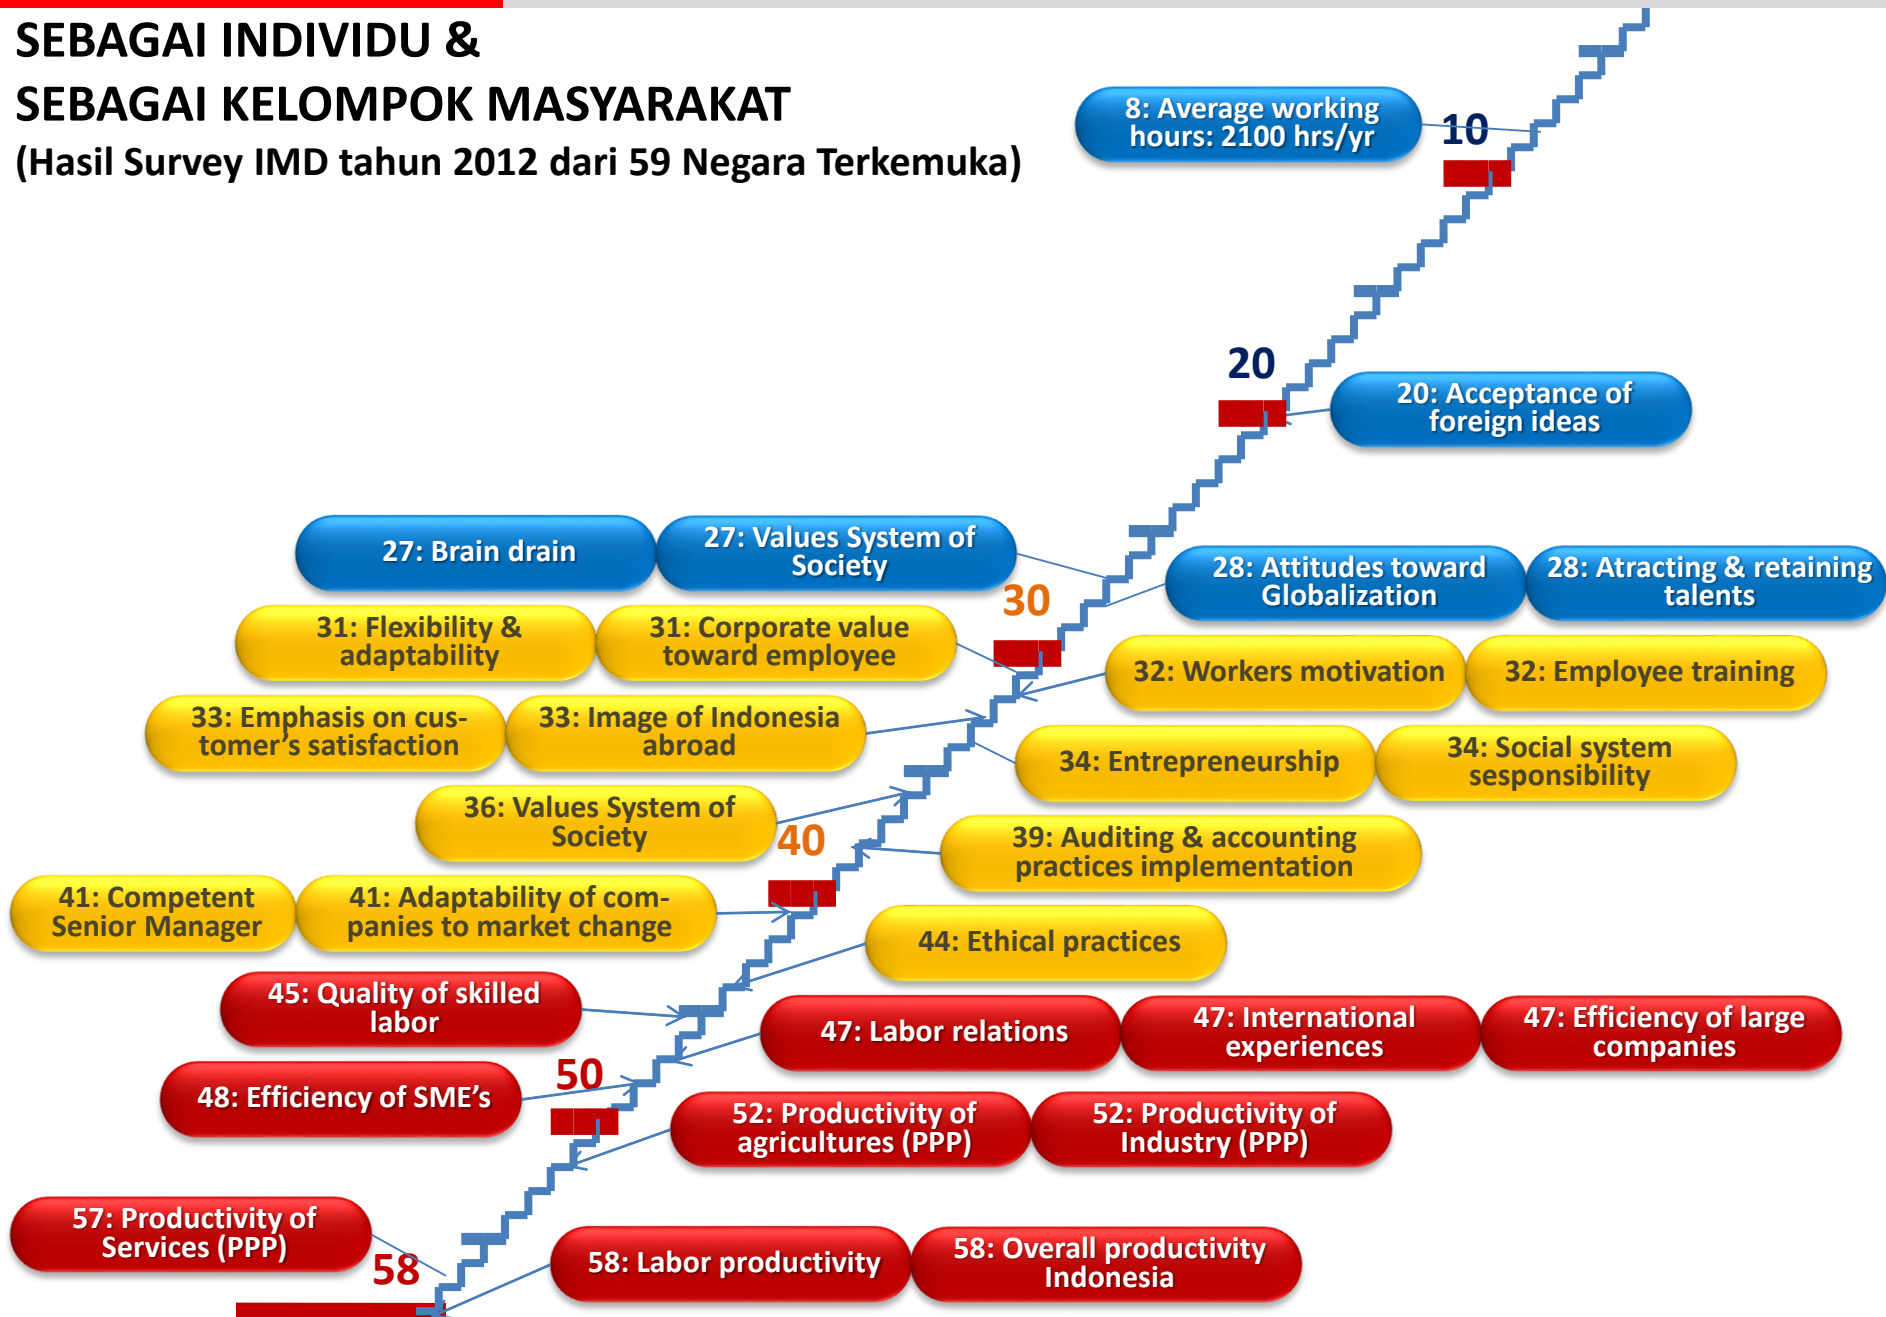 SEBAGAI INDIVIDU &
SEBAGAI KELOMPOK MASYARAKAT
(Hasil Survey IMD tahun 2012 dari 59 Negara Terkemuka)
8: Average working
hours: 2100 hrs/yr
10
20
20: Acceptance of
foreign ideas
27: Brain drain
27: Values System of
Society
28: Attitudes toward
Globalization
28: Atracting & retaining
talents
30
31: Flexibility &
adaptability
31: Corporate value
toward employee
32: Workers motivation
32: Employee training
33: Emphasis on cus-
tomer's satisfaction
33: Image of Indonesia
abroad
34: Entrepreneurship
34: Social system
sesponsibility
36: Values System of
Society
40
39: Auditing & accounting
practices implementation
41: Competent
Senior Manager
41: Adaptability of com-
panies to market change
44: Ethical practices
45: Quality of skilled
labor
47: Labor relations
47: International
experiences
47: Efficiency of large
companies
48: Efficiency of SME's
50
52: Productivity of
agricultures (PPP)
52: Productivity of
Industry (PPP)
57: Productivity of
Services (PPP)
58
58: Labor productivity
58: Overall productivity
Indonesia